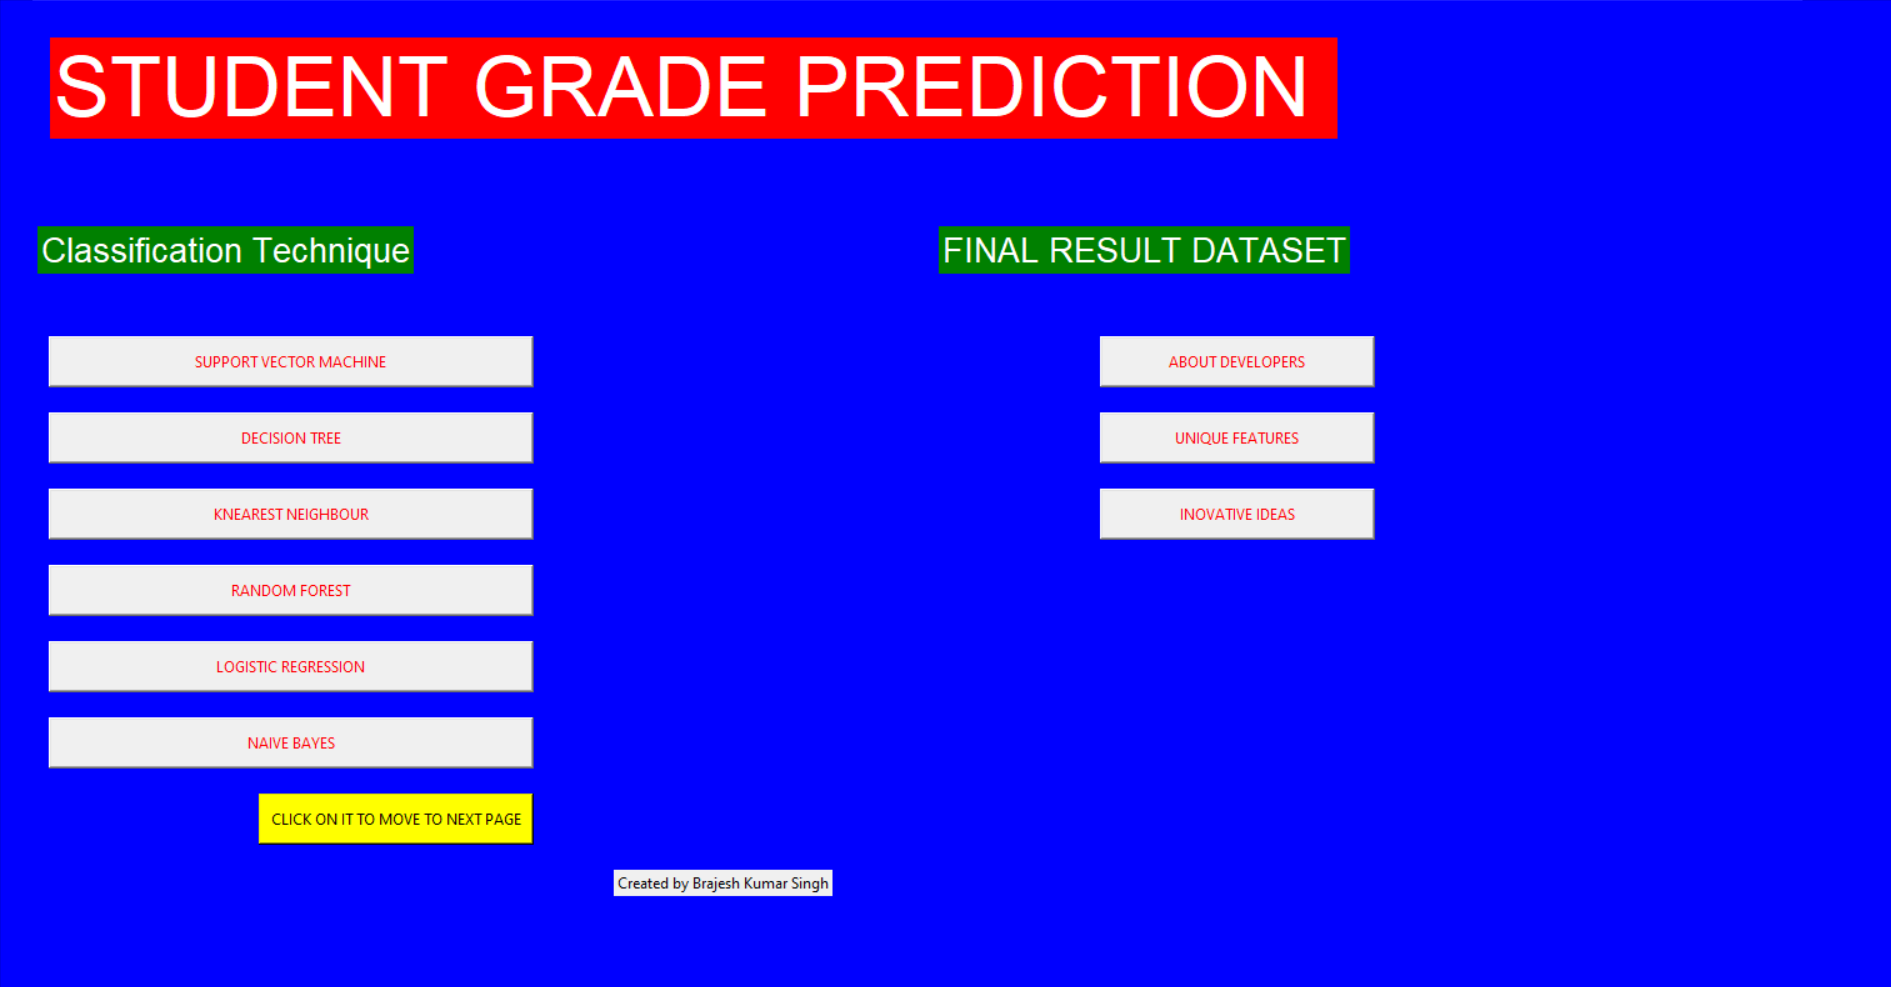 STUDENT GRADE PREDICTION
Classification Technique
FINAL RESULT DATASET
SUPPORT VECTOR MACHINE
ABOUT DEVELOPERS
DECISION TREE
UNIQUE FEATURES
KNEAREST NEIGHBOUR
INOVATIVE IDEAS
RANDOM FOREST
LOGISTIC REGRESSION
NAIVE BAYES
CLICK ON IT TO MOVE TO NEXT PAGE
Created by Brajesh Kumar Singh